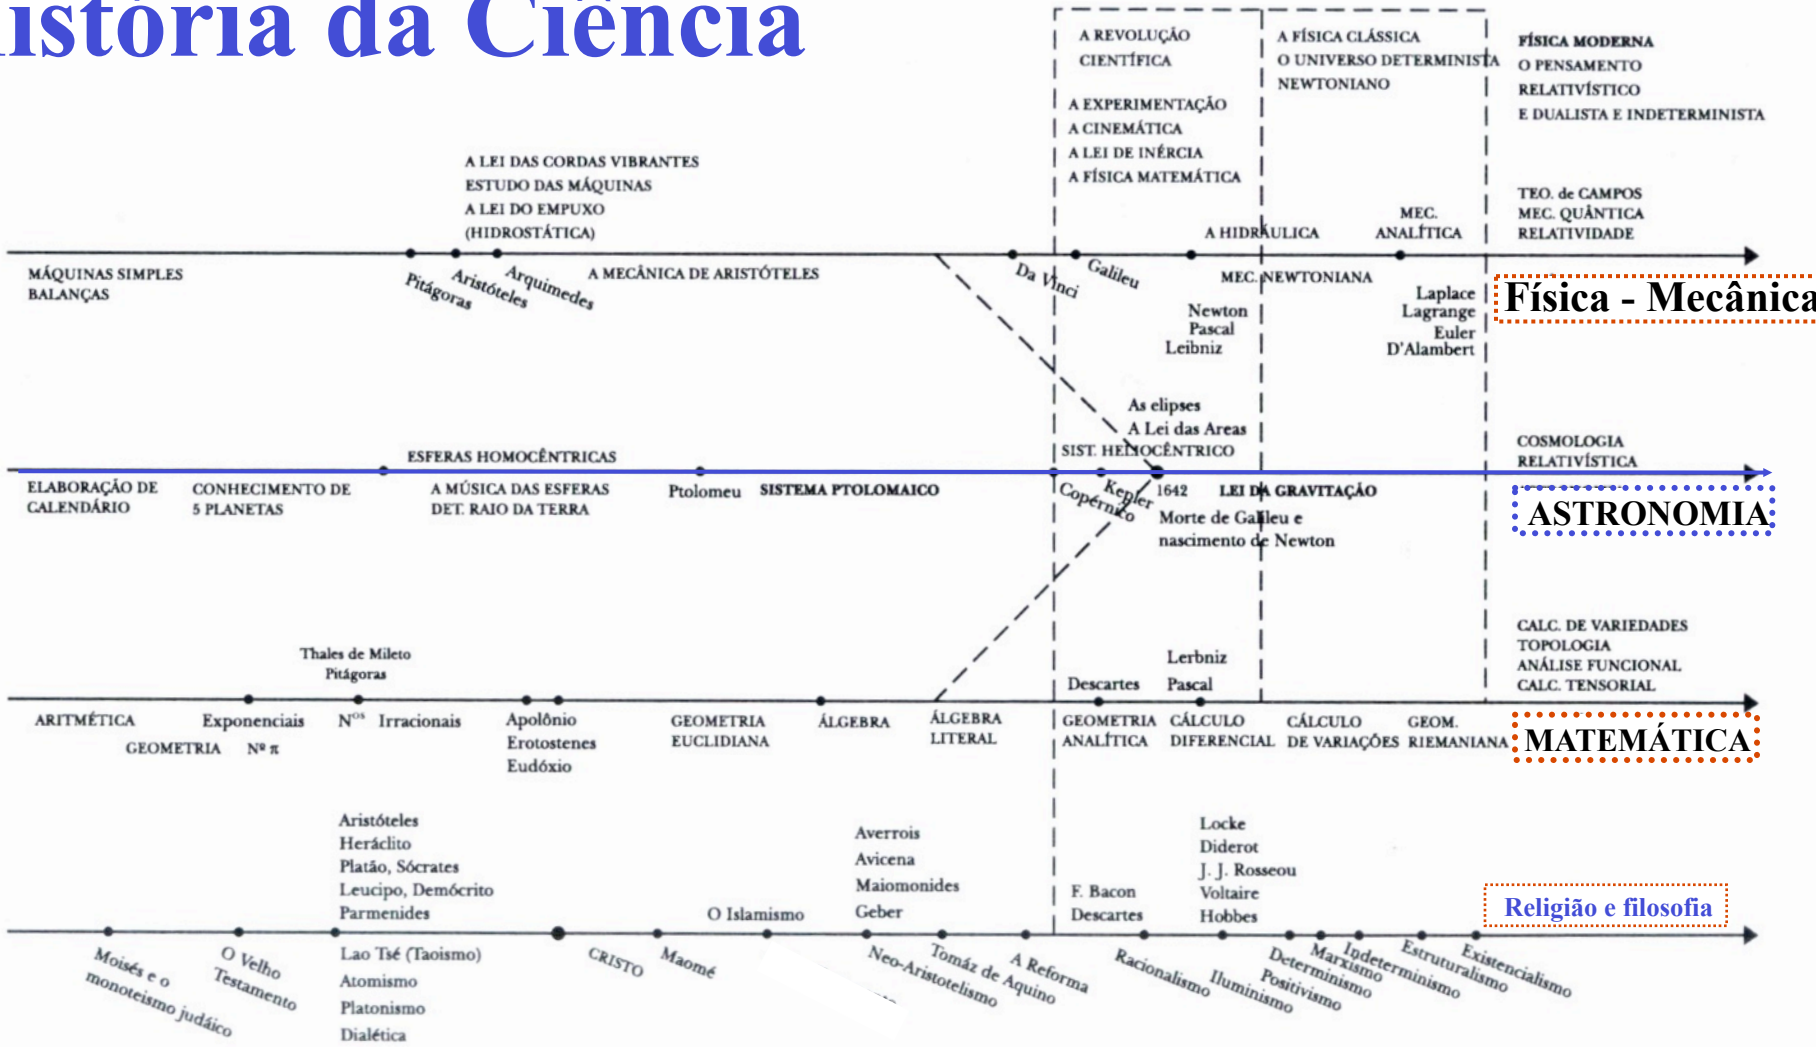 história da Ciência
A REVOLUÇÃO
CIENTÍFICA
A EXPERIMENTAÇÃO
A CINEMÁTICA
A LEI DE INÉRCIA
A FÍSICA MATEMÁTICA
A FÍSICA CLÁSSICA
O UNIVERSO DETERMINISTA
NEWTONIANO
FÍSICA MODERNA
O PENSAMENTO
RELATIVÍSTICO
E DUALISTA E INDETERMINISTA
A LEI DAS CORDAS VIBRANTES
ESTUDO DAS MÁQUINAS
A LEI DO EMPUXO
(HIDROSTÁTICA)
A HIDRÁULICA
MEC.
ANALÍTICA
TEO. de CAMPOS
MEC. QUÂNTICA
RELATIVIDADE
MÁQUINAS SIMPLES
BALANÇAS
Pitágoras
Aristóteles
Arquimedes
A MECÂNICA DE ARISTÓTELES
Da Vinci
Galileu
MEC. NEWTONIANA
Newton
Pascal
Leibniz
Laplace
Lagrange
Euler
D'Alambert
Física - Mecânica
As elipses
A Lei das Areas
SIST. HELIOCÊNTRICO
ESFERAS HOMOCÊNTRICAS
COSMOLOGIA
RELATIVÍSTICA
ELABORAÇÃO DE
CALENDÁRIO
CONHECIMENTO DE
5 PLANETAS
A MÚSICA DAS ESFERAS
DET. RAIO DA TERRA
Ptolomeu
SISTEMA PTOLOMAICO
Copérnico
Kepler
1642
LEI DA GRAVITAÇÃO
Morte de Galileu e
nascimento de Newton
ASTRONOMIA
Thales de Mileto
Pitágoras
Descartes
Lerbniz
Pascal
CALC. DE VARIEDADES
TOPOLOGIA
ANÁLISE FUNCIONAL
CALC. TENSORIAL
ARITMÉTICA
GEOMETRIA
Exponenciais
Nº π
Nos Irracionais
Apolônio
Erotostenes
Eudóxio
GEOMETRIA
EUCLIDIANA
ÁLGEBRA
ÁLGEBRA
LITERAL
GEOMETRIA
ANALÍTICA
CÁLCULO
DIFERENCIAL
CÁLCULO
DE VARIAÇÕES
GEOM.
RIEMANIANA
MATEMÁTICA
Aristóteles
Heráclito
Platão, Sócrates
Leucipo, Demócrito
Parmenides
O Islamismo
Averrois
Avicena
Maiomonides
Geber
F. Bacon
Descartes
Locke
Diderot
J. J. Rosseou
Voltaire
Hobbes
Religião e filosofia
Moisés e o
monoteismo judáico
O Velho
Testamento
Lao Tsé (Taoismo)
Atomismo
Platonismo
Dialética
CRISTO
Maomé
Neo-Aristotelismo
Tomáz de Aquino
A Reforma
Racionalismo
Iluminismo
Positivismo
Determinismo
Marxismo
Indeterminismo
Estruturalismo
Existencialismo